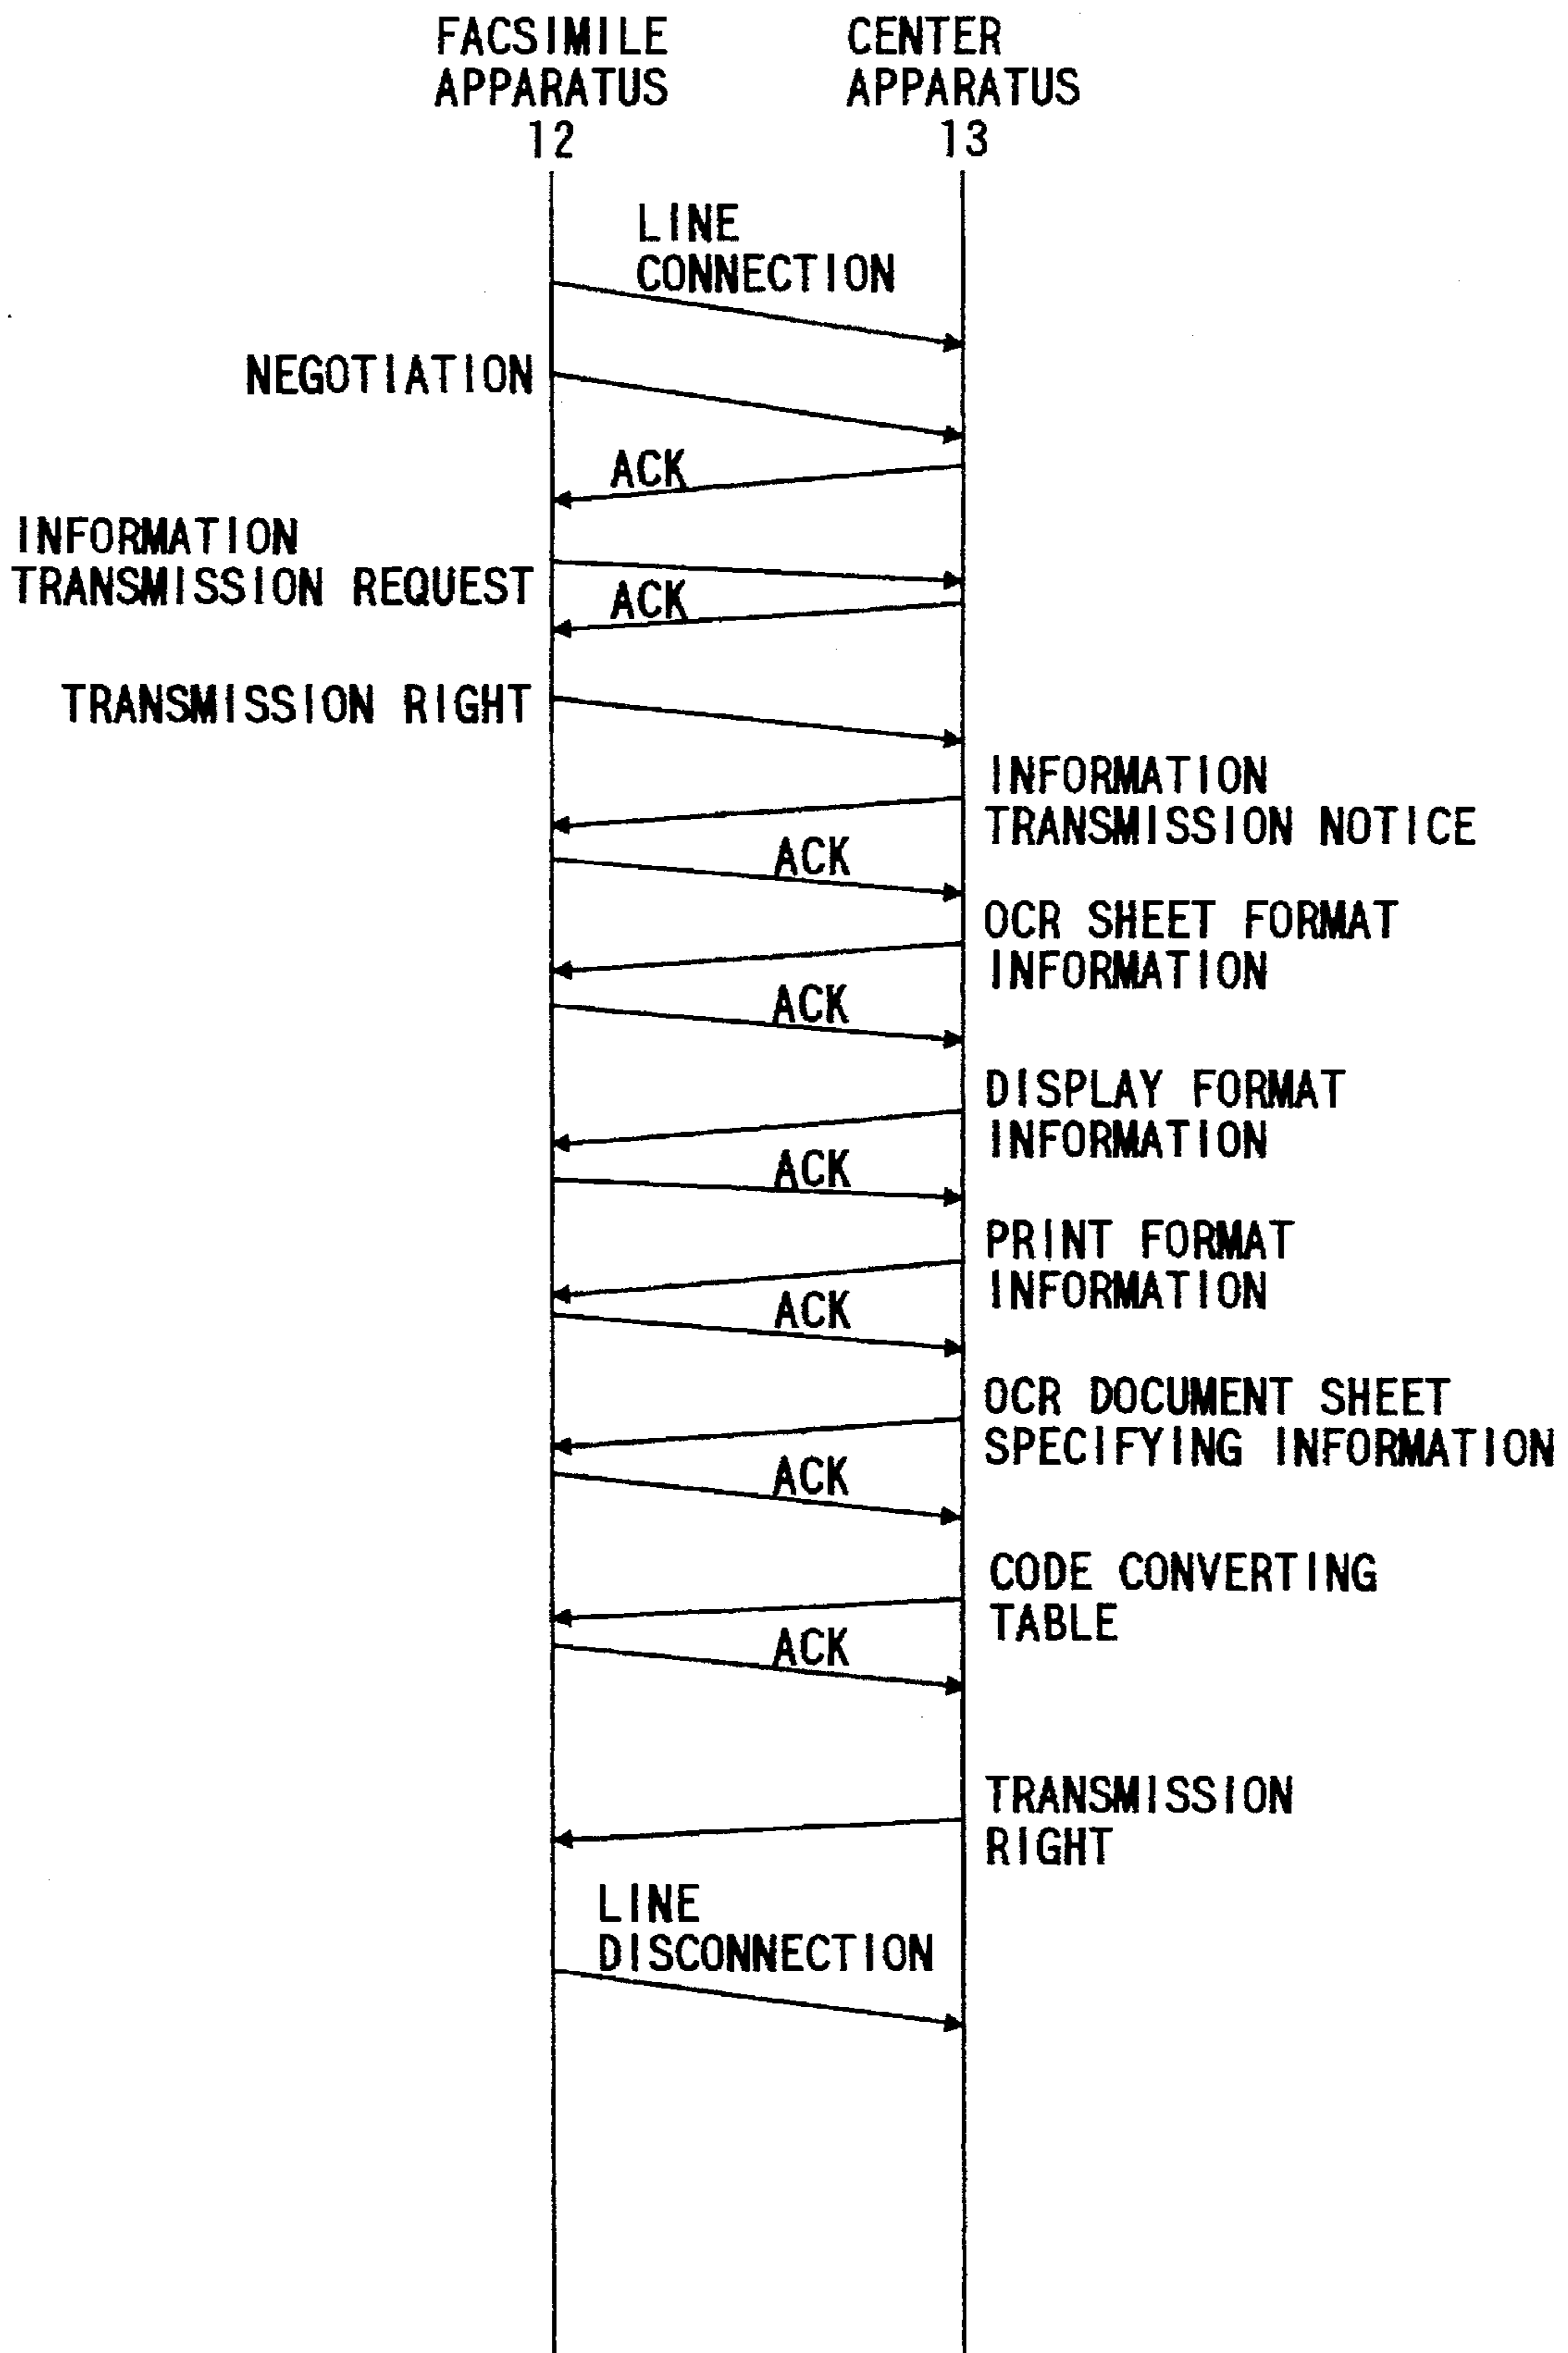 FACSIMILE
APPARATUS
12
CENTER
APPARATUS
13
LINE
CONNECTION
NEGOTIATION
ACK
INFORMATION
TRANSMISSION REQUEST
ACK
TRANSMISSION RIGHT
INFORMATION
TRANSMISSION NOTICE
ACK
OCR SHEET FORMAT
INFORMATION
ACK
DISPLAY FORMAT
INFORMATION
ACK
PRINT FORMAT
INFORMATION
ACK
OCR DOCUMENT SHEET
SPECIFYING INFORMATION
ACK
CODE CONVERTING
TABLE
ACK
TRANSMISSION
RIGHT
LINE
DISCONNECTION